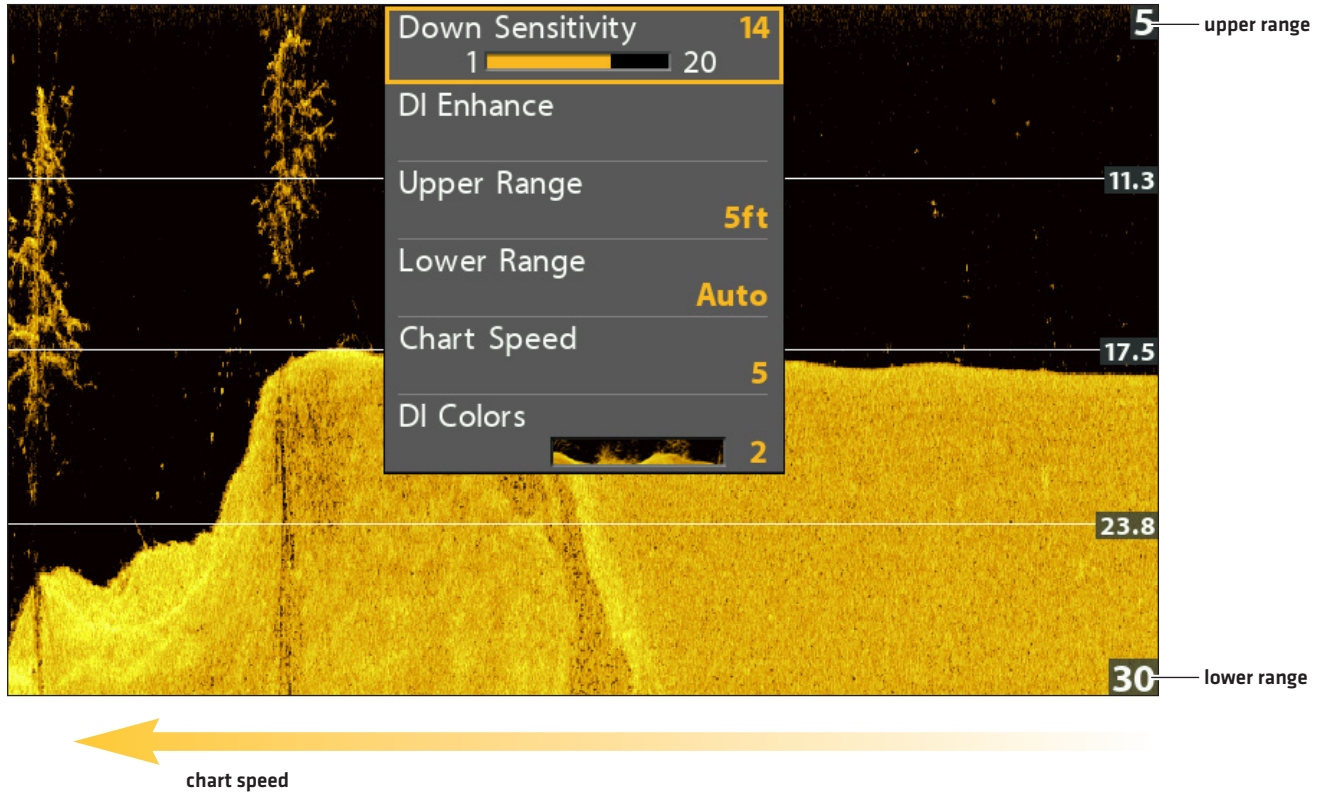 Down Sensitivity 14
1 20
DI Enhance
Upper Range
5ft
Lower Range
Auto
Chart Speed
5
DI Colors
2
5
upper range
11.3
17.5
23.8
30
lower range
chart speed